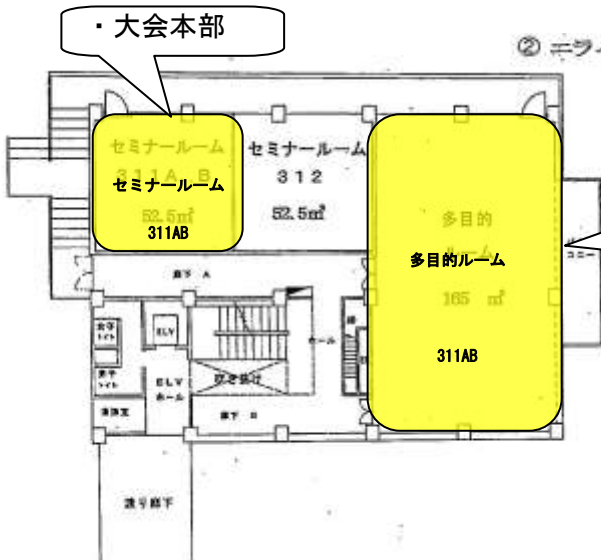 ・大会本部
② ニライ
セミナールーム
311A B
セミナールーム
52.5㎡
311AB
セミナールーム
312
52.5㎡
多目的
ルーム
多目的ルーム
165 ㎡
311AB
コニー
廊下 A
女子
トイレ
ELV
ホール
男子
トイレ
ELV
ホール
吹き抜け
廊下 B
渡り廊下